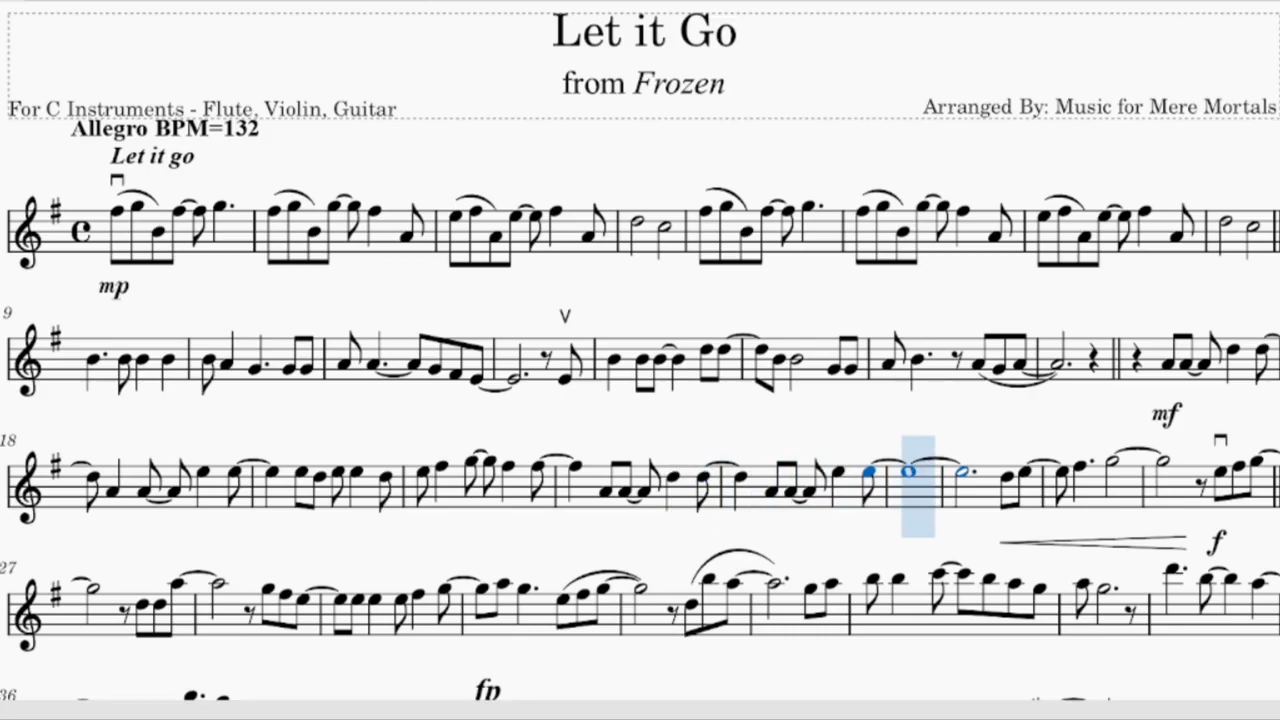 Let it Go
from Frozen
For C Instruments - Flute, Violin, Guitar
Arranged By: Music for Mere Mortals
Allegro BPM=132
Let it go
mp
9
mf
18
f
27
36
fp